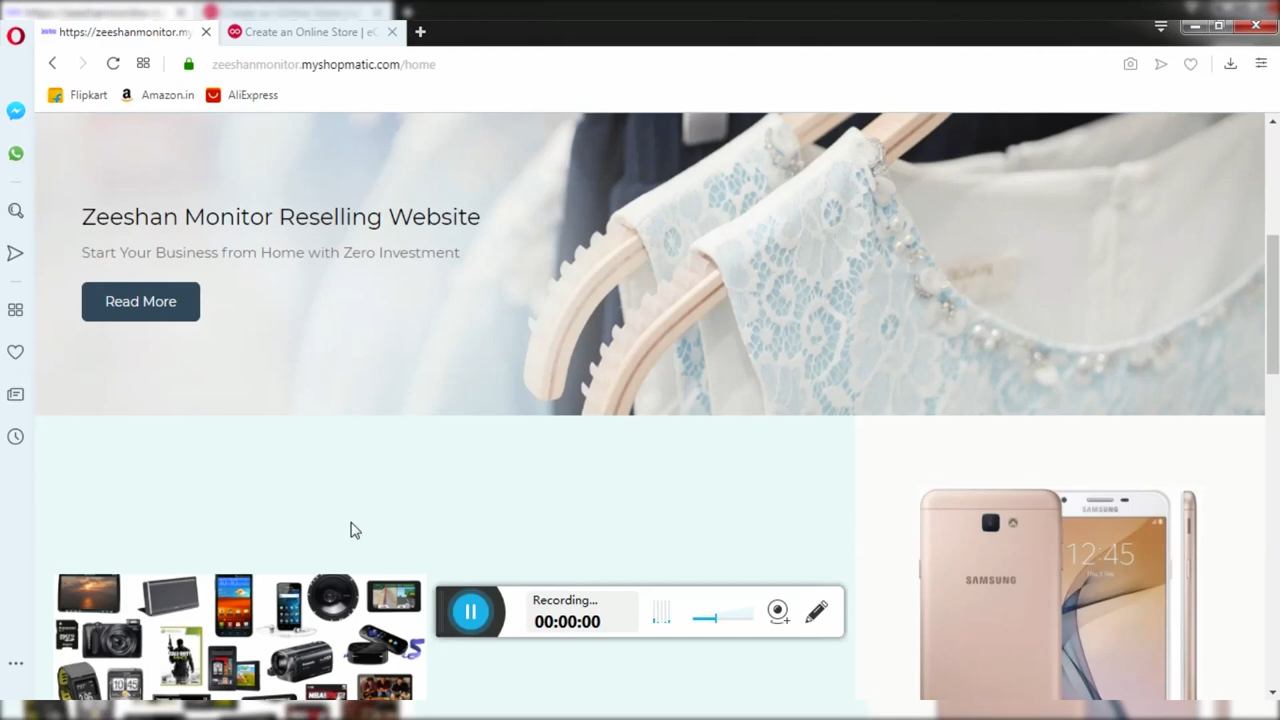 https://zeeshanmonitor.my
Create an Online Store | eC
zeeshanmonitor.myshopmatic.com/home
Flipkart
Amazon.in
AliExpress
Zeeshan Monitor Reselling Website
Start Your Business from Home with Zero Investment
Read More
SAMSUNG
12:45
SAMSUNG
Recording...
00:00:00